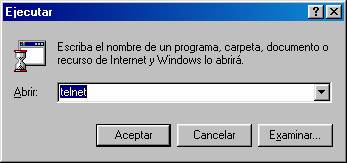 Ejecutar
Escriba el nombre de un programa, carpeta, documento o
recurso de Internet y Windows lo abrirá.
Abrir: telnet
Aceptar Cancelar Examinar...